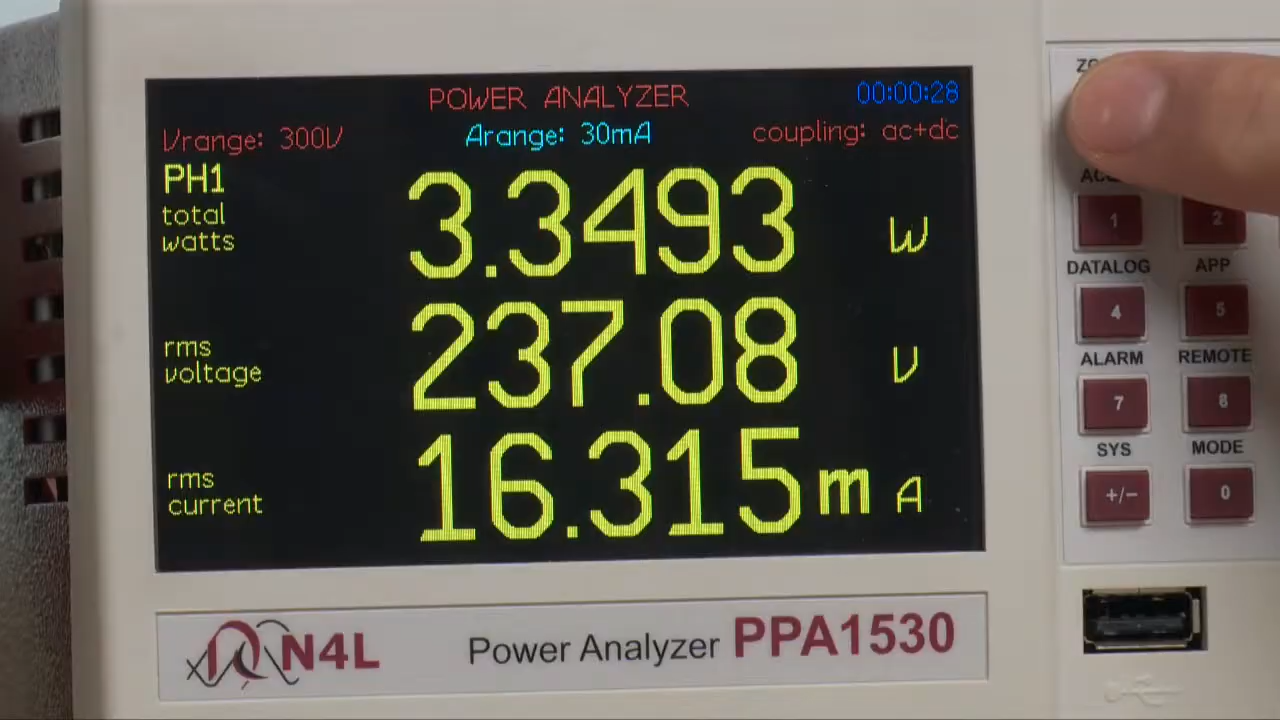 POWER ANALYZER
00:00:28
Vrange: 300V
Arange: 30mA
coupling: ac+dc
PH1
total
watts
3.3493
W
rms
voltage
237.08
V
rms
current
16.315m
A
N4L
Power Analyzer PPA1530
1
2
DATALOG
APP
4
5
ALARM
REMOTE
7
8
SYS
MODE
+/−
0